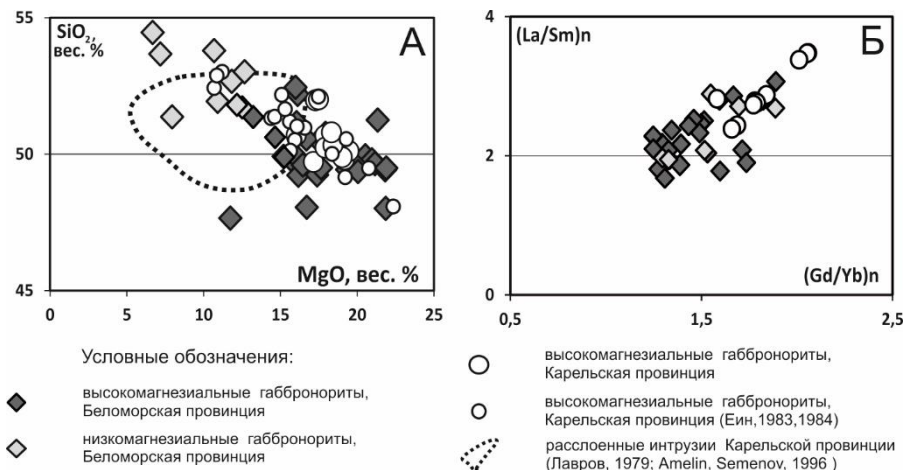 55
SiO2,
вес. %
А
50
45
MgO, вес. %
0 5 10 15 20 25
4
(La/Sm)n
Б
2
0
(Gd/Yb)n
0,5 1,5 2,5
Условные обозначения:
высокомагнезиальные габбронориты,
Беломорская провинция
низкомагнезиальные габбронориты,
Беломорская провинция
высокомагнезиальные габбронориты,
Карельская провинция
высокомагнезиальные габбронориты,
Карельская провинция (Еин,1983,1984)
расслоенные интрузии Карельской провинции
(Лавров, 1979; Amelin, Semenov, 1996 )